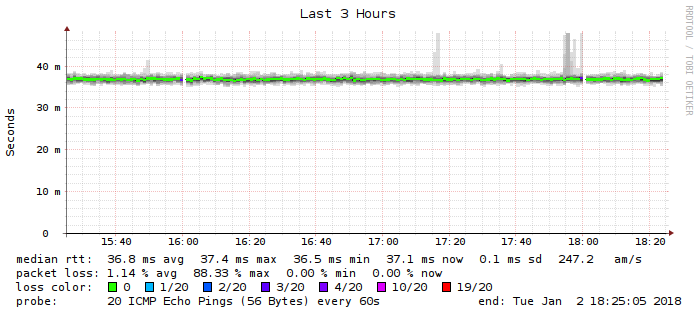 Last 3 Hours
RRDTOOL / TOBI OETIKER
Seconds
40 m
30 m
20 m
10 m
0
15:40 16:00 16:20 16:40 17:00 17:20 17:40 18:00 18:20
median rtt: 36.8 ms avg 37.4 ms max 36.5 ms min 37.1 ms now 0.1 ms sd 247.2 am/s
packet loss: 1.14 % avg 88.33 % max 0.00 % min 0.00 % now
loss color: 0 1/20 2/20 3/20 4/20 10/20 19/20
probe: 20 ICMP Echo Pings (56 Bytes) every 60s end: Tue Jan 2 18:25:05 2018